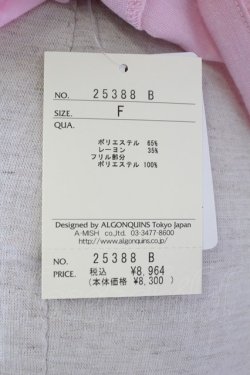 NO. 25388 B
SIZE. F
QUA.
ポリエステル 65%
レーヨン 35%
フリル部分
ポリエステル 100%
Designed by ALGONQUINS Tokyo Japan
A-MISH co.,ltd. 03-3477-8600
http://www.algonquins.co.jp/
NO. 25388 B
PRICE. 税込 ¥8,964
(本体価格 ¥8,300)